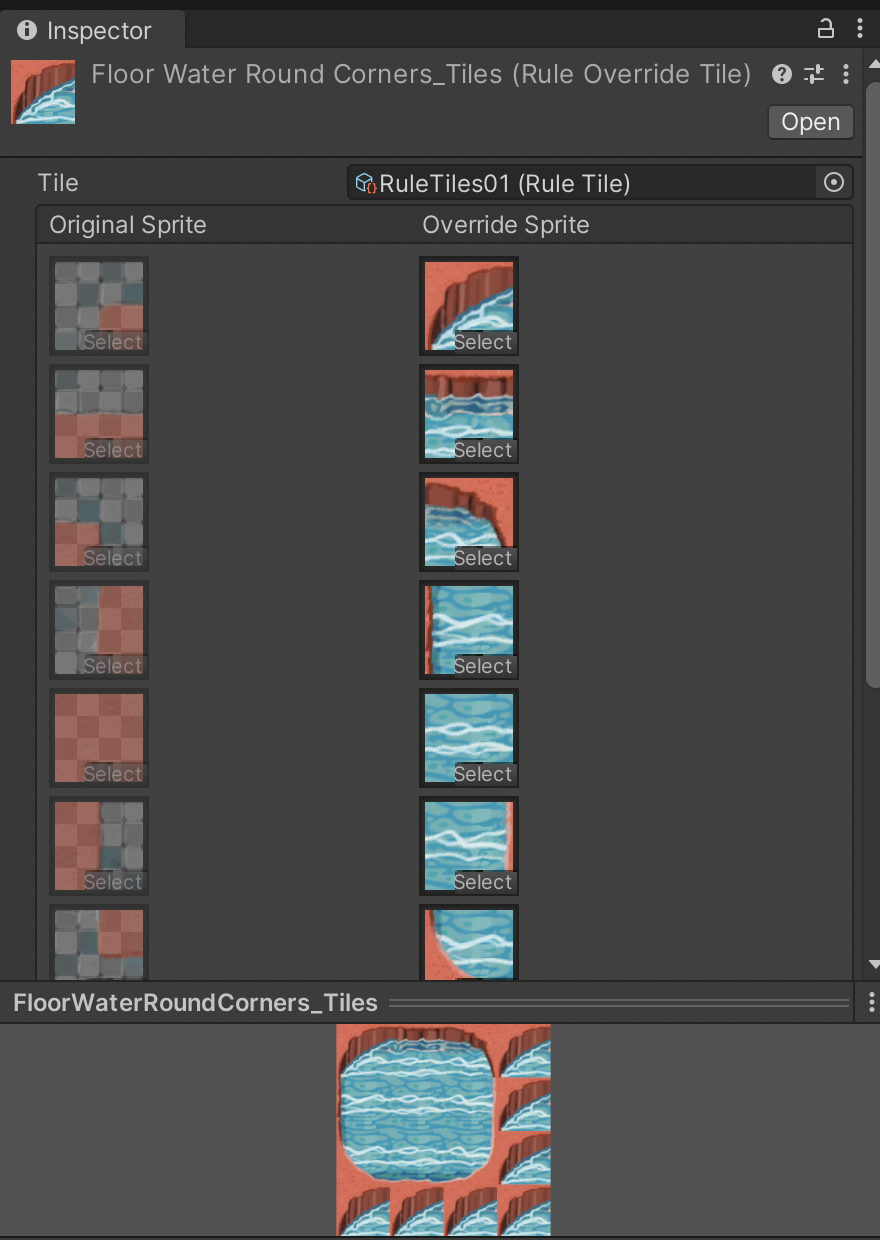 Inspector
Floor Water Round Corners_Tiles (Rule Override Tile)
Open
Tile RuleTiles01 (Rule Tile)
Original Sprite Override Sprite
Select Select
Select Select
Select Select
Select Select
Select Select
Select Select
FloorWaterRoundCorners_Tiles